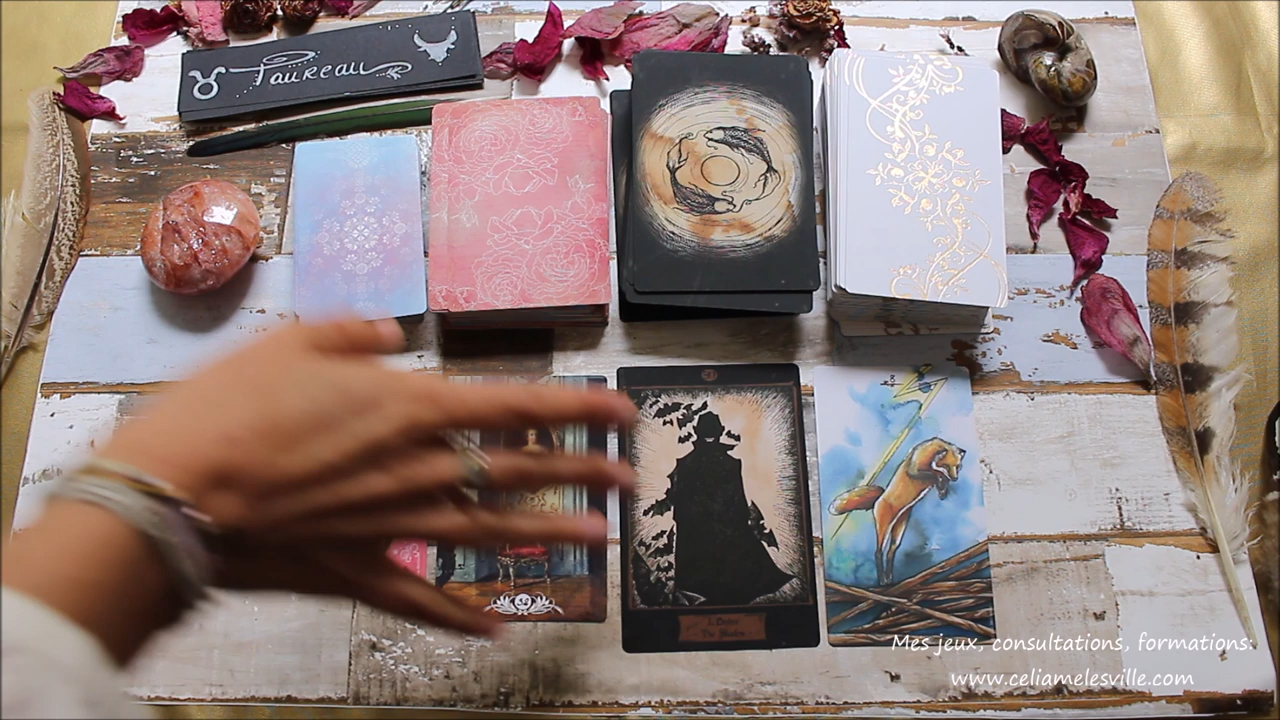 Taureau
L'Ombre
The Shadow
Mes jeux, consultations, formations:
www.celiamelesville.com